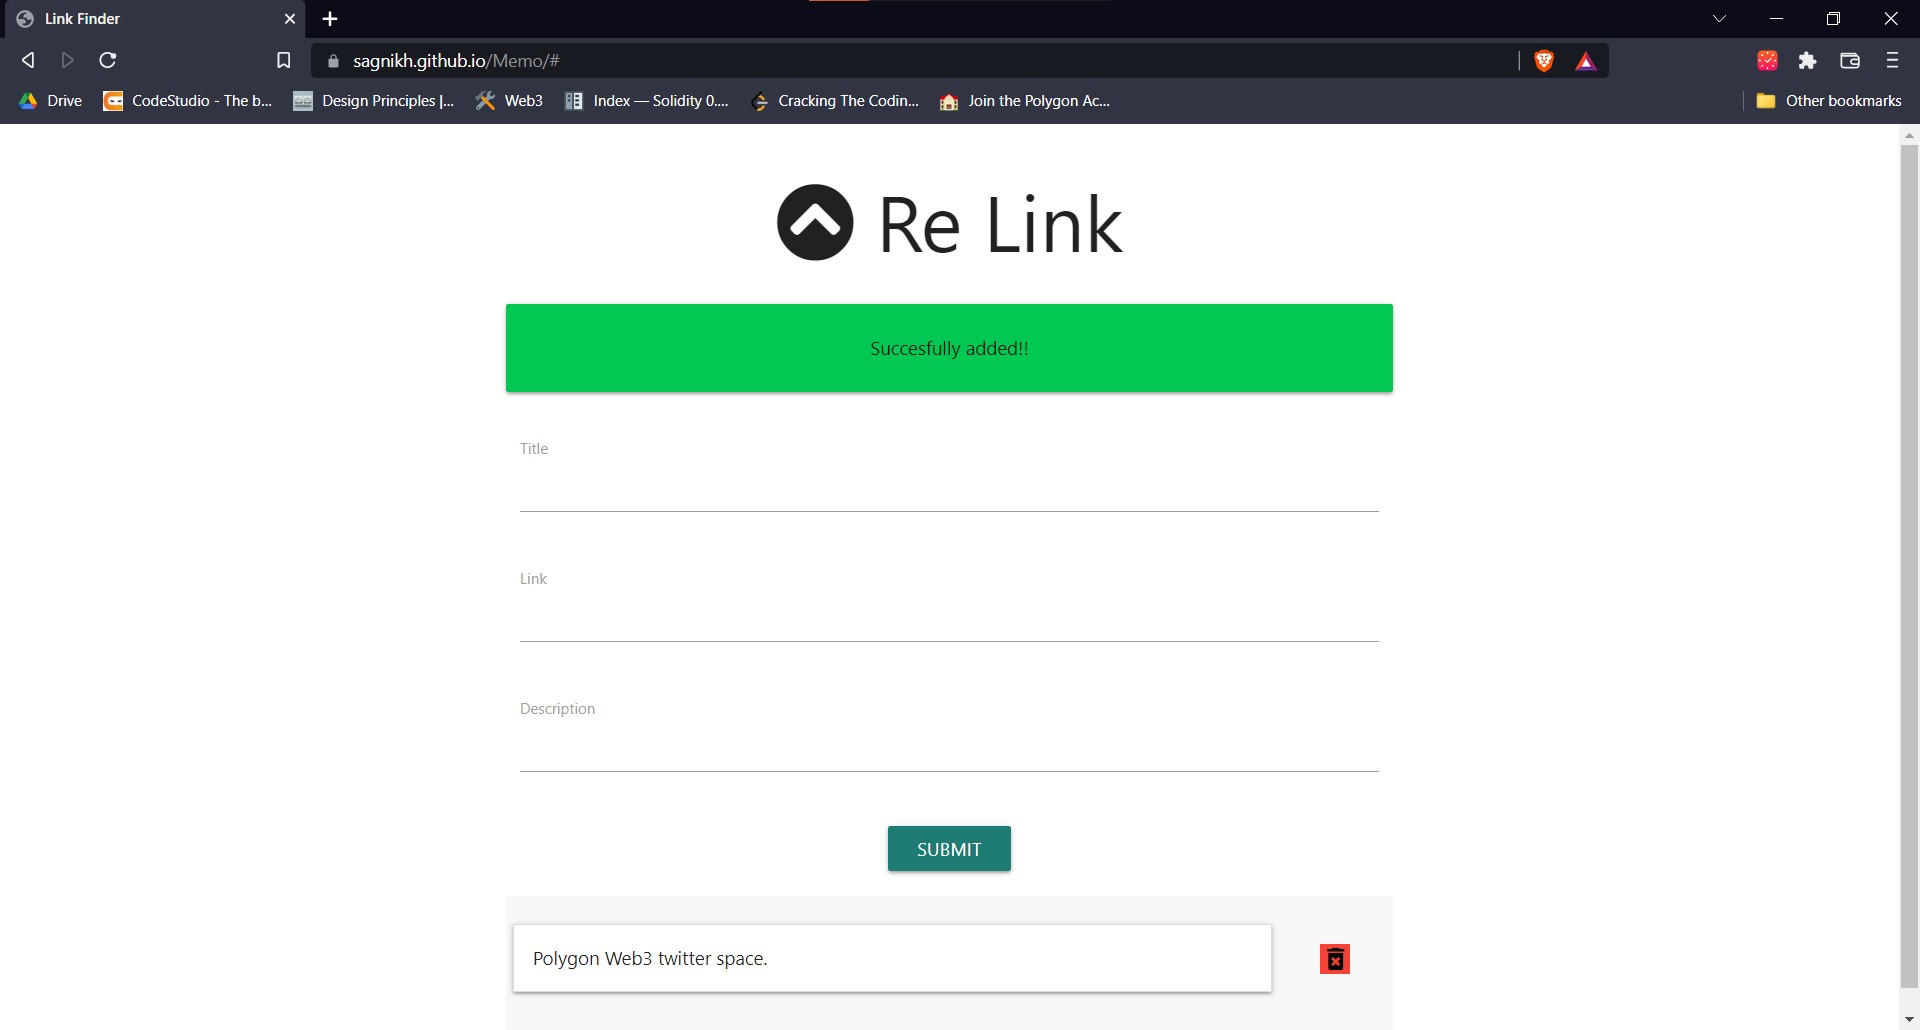 Link Finder
sagnikh.github.io/Memo/#
Drive CodeStudio - The b... Design Principles |... Web3 Index — Solidity 0.... Cracking The Codin... Join the Polygon Ac... Other bookmarks
Re Link
Succesfully added!!
Title
Link
Description
SUBMIT
Polygon Web3 twitter space.